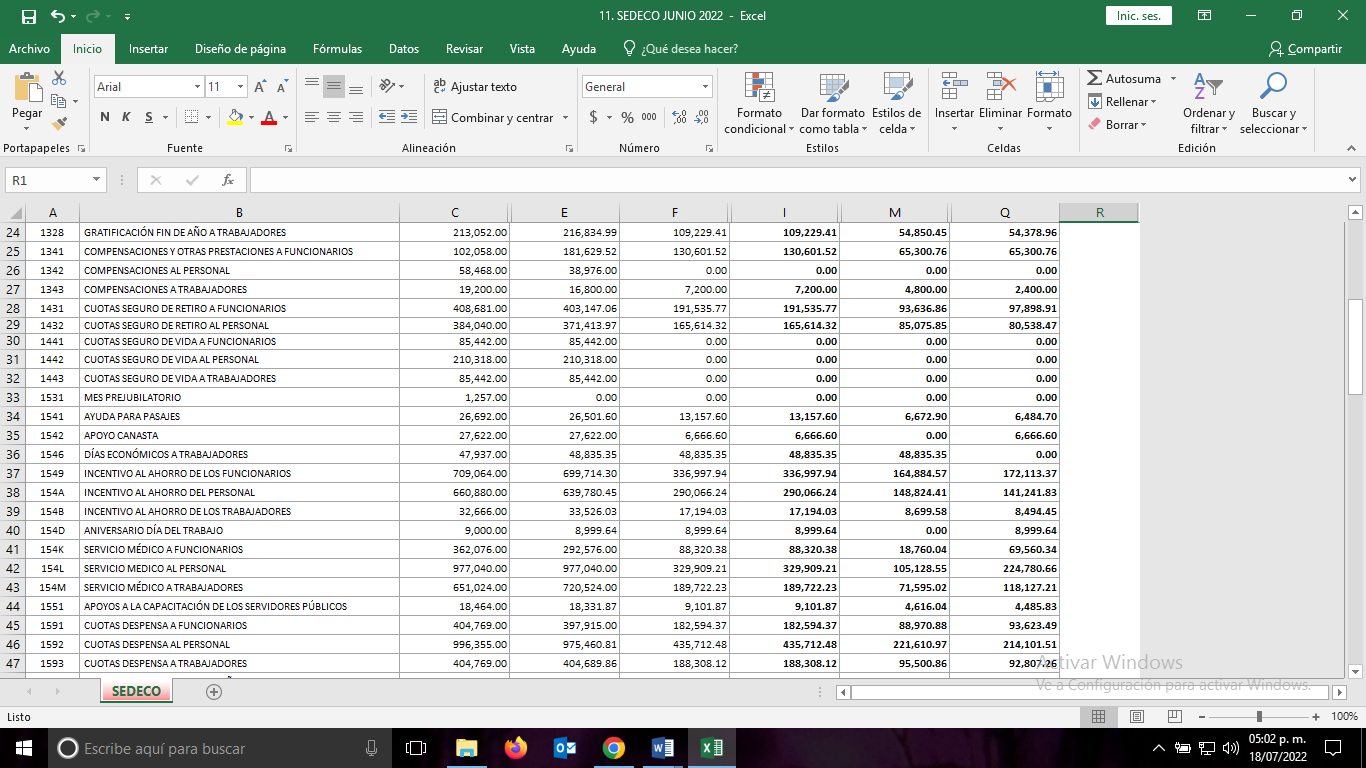 11. SEDECO JUNIO 2022 - Excel
Inic. ses.
Archivo Inicio Insertar Diseño de página Fórmulas Datos Revisar Vista Ayuda ¿Qué desea hacer? Compartir
Pegar
Arial 11
N K S
Ajustar texto
Combinar y centrar
General
$ % 000
Formato condicional
Dar formato como tabla
Estilos de celda
Insertar Eliminar Formato
Autosuma
Rellenar
Borrar
Ordenar y filtrar
Buscar y seleccionar
Portapapeles Fuente Alineación Número Estilos Celdas Edición
R1 fx
A B C E F I M Q R
24 1328 GRATIFICACIÓN FIN DE AÑO A TRABAJADORES 213,052.00 216,834.99 109,229.41 109,229.41 54,850.45 54,378.96
25 1341 COMPENSACIONES Y OTRAS PRESTACIONES A FUNCIONARIOS 102,058.00 181,629.52 130,601.52 130,601.52 65,300.76 65,300.76
26 1342 COMPENSACIONES AL PERSONAL 58,468.00 38,976.00 0.00 0.00 0.00 0.00
27 1343 COMPENSACIONES A TRABAJADORES 19,200.00 16,800.00 7,200.00 7,200.00 4,800.00 2,400.00
28 1431 CUOTAS SEGURO DE RETIRO A FUNCIONARIOS 408,681.00 403,147.06 191,535.77 191,535.77 93,636.86 97,898.91
29 1432 CUOTAS SEGURO DE RETIRO AL PERSONAL 384,040.00 371,413.97 165,614.32 165,614.32 85,075.85 80,538.47
30 1441 CUOTAS SEGURO DE VIDA A FUNCIONARIOS 85,442.00 85,442.00 0.00 0.00 0.00 0.00
31 1442 CUOTAS SEGURO DE VIDA AL PERSONAL 210,318.00 210,318.00 0.00 0.00 0.00 0.00
32 1443 CUOTAS SEGURO DE VIDA A TRABAJADORES 85,442.00 85,442.00 0.00 0.00 0.00 0.00
33 1531 MES PREJUBILATORIO 1,257.00 0.00 0.00 0.00 0.00 0.00
34 1541 AYUDA PARA PASAJES 26,692.00 26,501.60 13,157.60 13,157.60 6,672.90 6,484.70
35 1542 APOYO CANASTA 27,622.00 27,622.00 6,666.60 6,666.60 0.00 6,666.60
36 1546 DÍAS ECONÓMICOS A TRABAJADORES 47,937.00 48,835.35 48,835.35 48,835.35 48,835.35 0.00
37 1549 INCENTIVO AL AHORRO DE LOS FUNCIONARIOS 709,064.00 699,714.30 336,997.94 336,997.94 164,884.57 172,113.37
38 154A INCENTIVO AL AHORRO DEL PERSONAL 660,880.00 639,780.45 290,066.24 290,066.24 148,824.41 141,241.83
39 154B INCENTIVO AL AHORRO DE LOS TRABAJADORES 32,666.00 33,526.03 17,194.03 17,194.03 8,699.58 8,494.45
40 154D ANIVERSARIO DÍA DEL TRABAJO 9,000.00 8,999.64 8,999.64 8,999.64 0.00 8,999.64
41 154K SERVICIO MÉDICO A FUNCIONARIOS 362,076.00 292,576.00 88,320.38 88,320.38 18,760.04 69,560.34
42 154L SERVICIO MEDICO AL PERSONAL 977,040.00 977,040.00 329,909.21 329,909.21 105,128.55 224,780.66
43 154M SERVICIO MÉDICO A TRABAJADORES 651,024.00 720,524.00 189,722.23 189,722.23 71,595.02 118,127.21
44 1551 APOYOS A LA CAPACITACIÓN DE LOS SERVIDORES PÚBLICOS 18,464.00 18,331.87 9,101.87 9,101.87 4,616.04 4,485.83
45 1591 CUOTAS DESPENSA A FUNCIONARIOS 404,769.00 397,915.00 182,594.37 182,594.37 88,970.88 93,623.49
46 1592 CUOTAS DESPENSA AL PERSONAL 996,355.00 975,460.81 435,712.48 435,712.48 221,610.97 214,101.51
47 1593 CUOTAS DESPENSA A TRABAJADORES 404,769.00 404,689.86 188,308.12 188,308.12 95,500.86 92,807.26
Activar Windows
Ve a Configuración para activar Windows.
SEDECO
Listo 100%
Escribe aquí para buscar
05:02 p. m.
18/07/2022